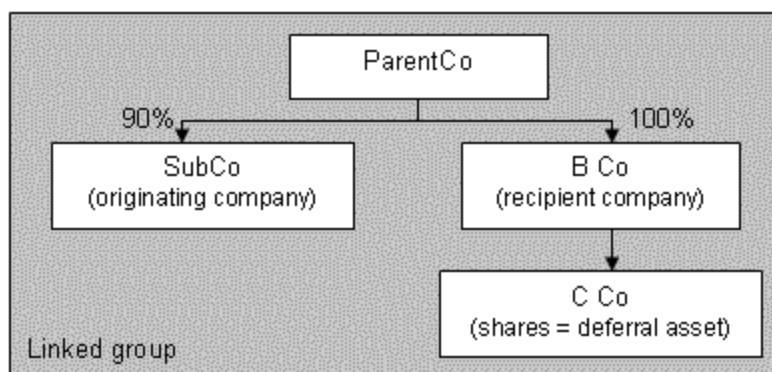 ParentCo
90%
100%
SubCo
(originating company)
B Co
(recipient company)
C Co
(shares = deferral asset)
Linked group